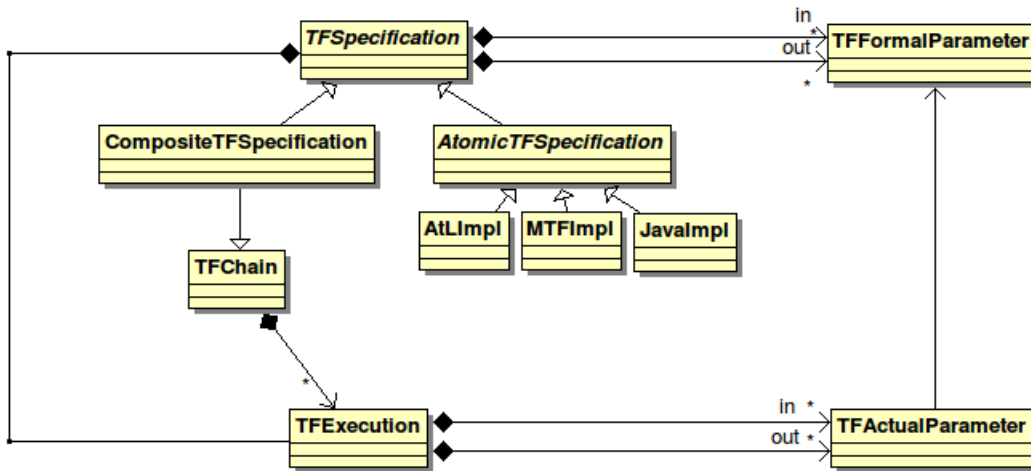 TFSpecification
in
*
out
*
TFFormalParameter
CompositeTFSpecification
AtomicTFSpecification
AtLImpl
MTFImpl
JavaImpl
TFChain
*
TFExecution
in *
out *
TFActualParameter